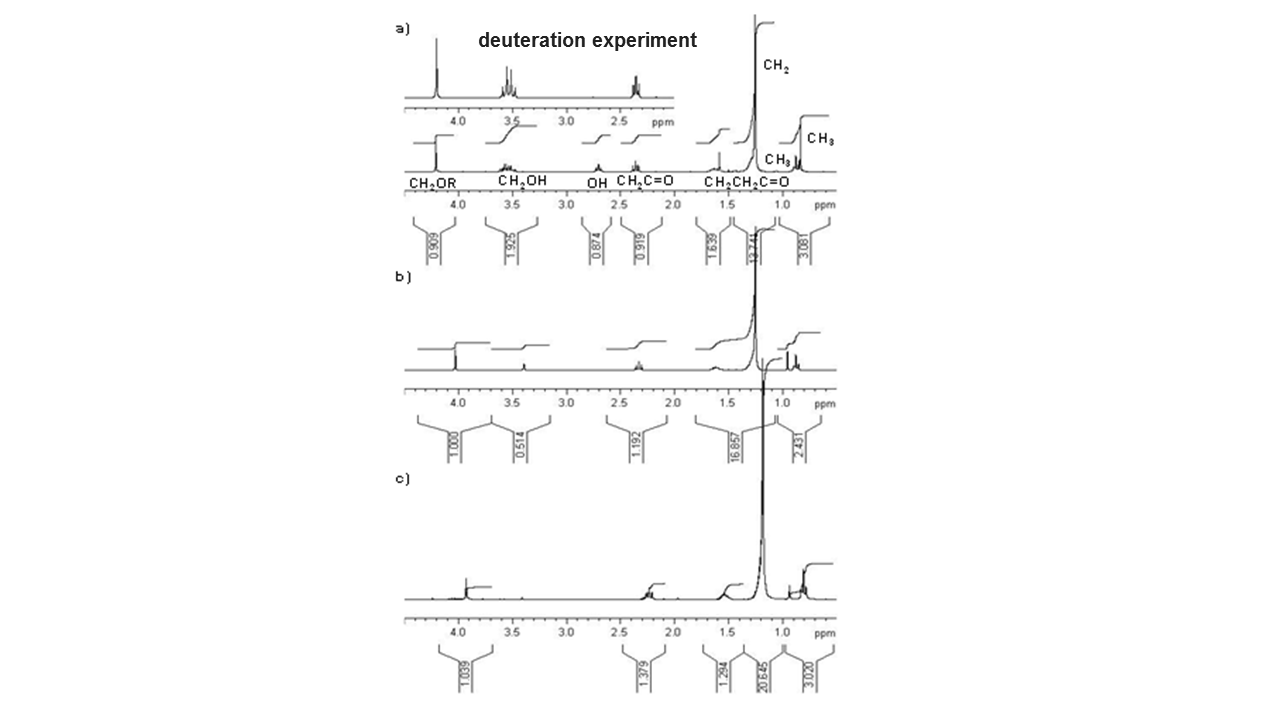 a)
deuteration experiment
4.0 3.5 3.0 2.5 ppm
CH₂
CH₃
CH₃
CH₂OR CH₂OH OH CH₂C=O CH₂CH₂C=O
4.0 3.5 3.0 2.5 2.0 1.5 1.0 ppm
0.909 1.925 0.874 0.919 1.639 3.081
b)
4.0 3.5 3.0 2.5 2.0 1.5 1.0 ppm
1.000 0.514 1.192 16.857 2.431
c)
4.0 3.5 3.0 2.5 2.0 1.5 1.0 ppm
1.039 1.379 1.294 20.645 3.020